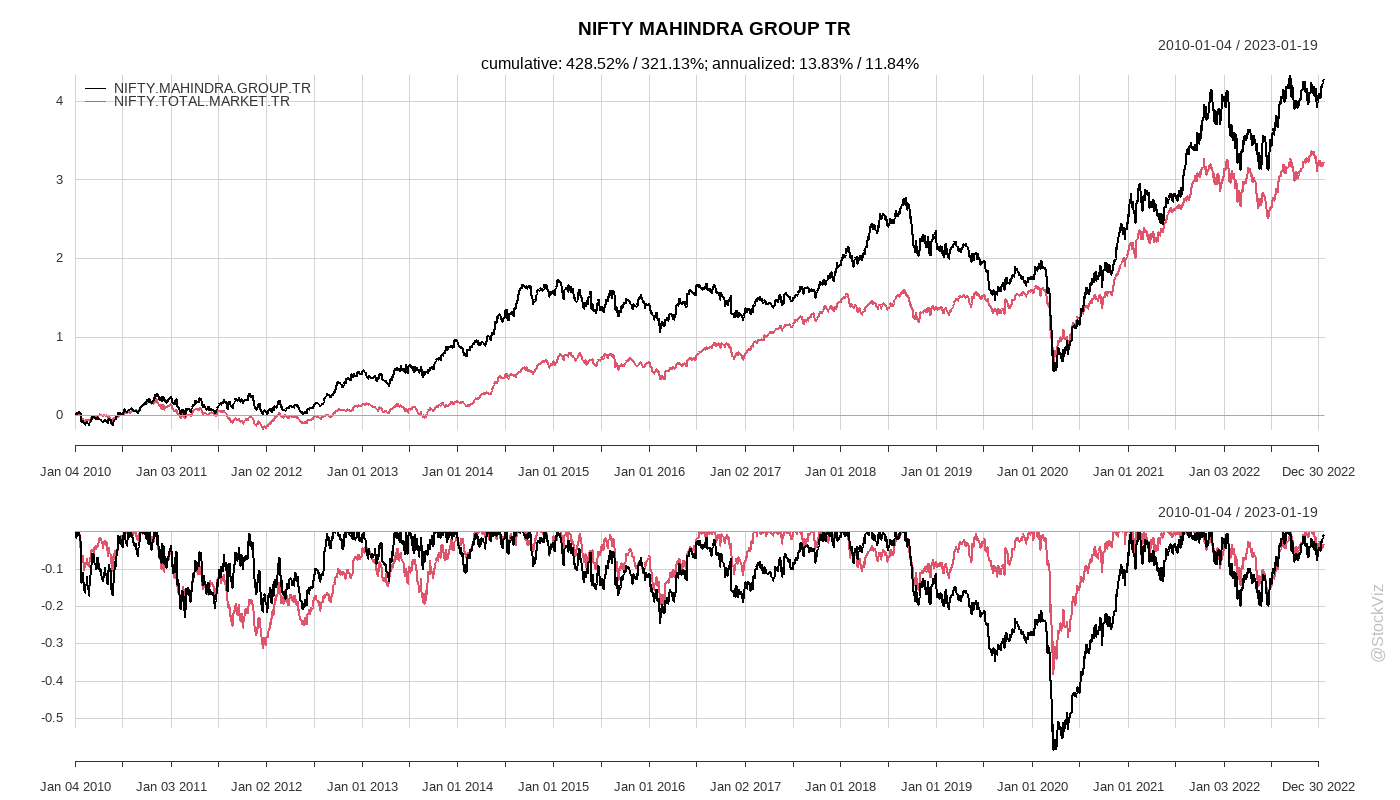 NIFTY MAHINDRA GROUP TR
2010-01-04 / 2023-01-19
cumulative: 428.52% / 321.13%; annualized: 13.83% / 11.84%
NIFTY.MAHINDRA.GROUP.TR
NIFTY.TOTAL.MARKET.TR
4
3
2
1
0
Jan 04 2010 Jan 03 2011 Jan 02 2012 Jan 01 2013 Jan 01 2014 Jan 01 2015 Jan 01 2016 Jan 02 2017 Jan 01 2018 Jan 01 2019 Jan 01 2020 Jan 01 2021 Jan 03 2022 Dec 30 2022
2010-01-04 / 2023-01-19
-0.1
-0.2
-0.3
-0.4
-0.5
Jan 04 2010 Jan 03 2011 Jan 02 2012 Jan 01 2013 Jan 01 2014 Jan 01 2015 Jan 01 2016 Jan 02 2017 Jan 01 2018 Jan 01 2019 Jan 01 2020 Jan 01 2021 Jan 03 2022 Dec 30 2022
@StockViz